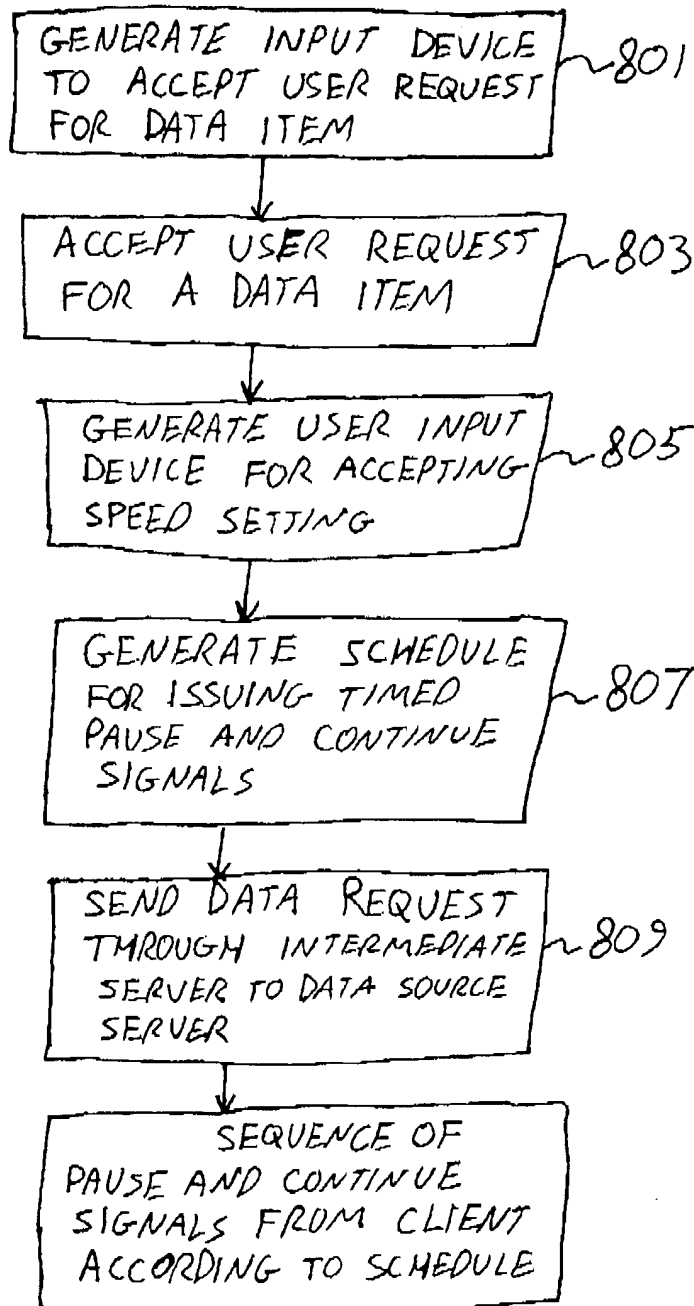 GENERATE INPUT DEVICE
TO ACCEPT USER REQUEST
FOR DATA ITEM
801
ACCEPT USER REQUEST
FOR A DATA ITEM
803
GENERATE USER INPUT
DEVICE FOR ACCEPTING
SPEED SETTING
805
GENERATE SCHEDULE
FOR ISSUING TIMED
PAUSE AND CONTINUE
SIGNALS
807
SEND DATA REQUEST
THROUGH INTERMEDIATE
SERVER TO DATA SOURCE
SERVER
809
SEQUENCE OF
PAUSE AND CONTINUE
SIGNALS FROM CLIENT
ACCORDING TO SCHEDULE